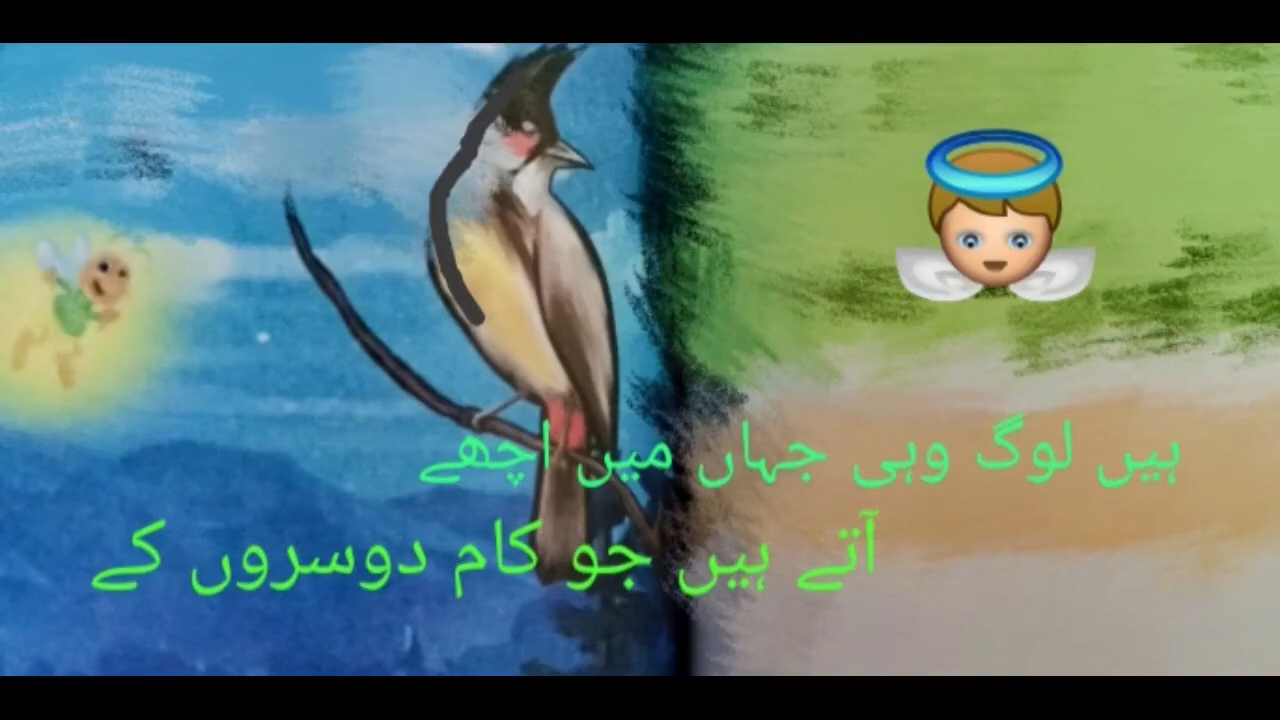 ہیں لوگ وہی جہاں میں اچھے
آتے ہیں جو کام دوسروں کے